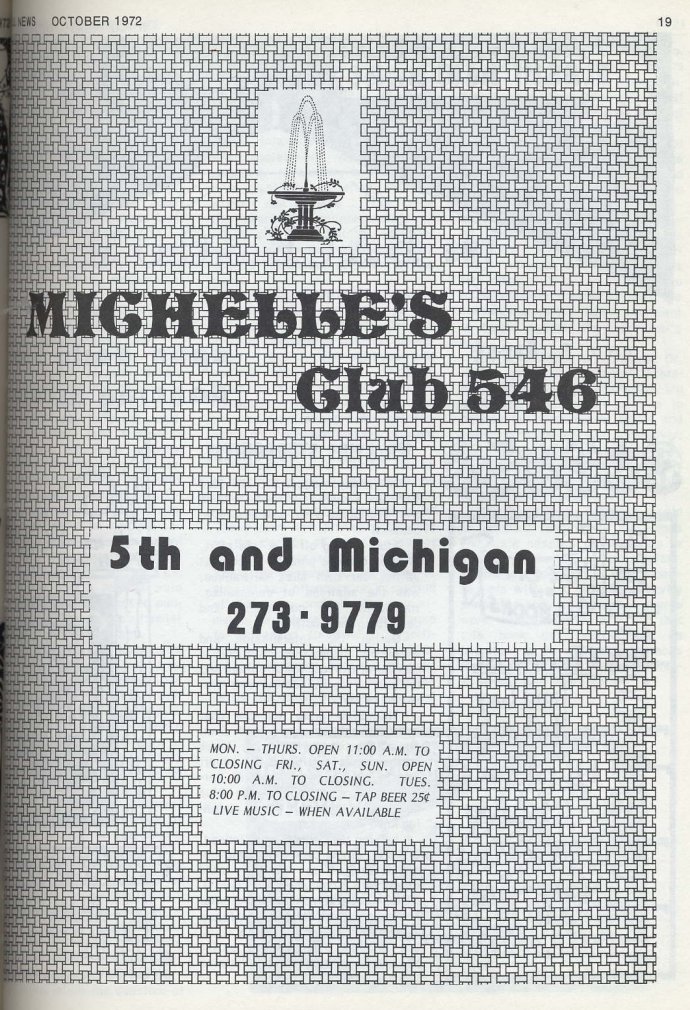 NEWS OCTOBER 1972 19
MICHELLE'S
Club 546
5th and Michigan
273·9779
MON. – THURS. OPEN 11:00 A.M. TO
CLOSING FRI., SAT., SUN. OPEN
10:00 A.M. TO CLOSING. TUES.
8:00 P.M. TO CLOSING – TAP BEER 25¢
LIVE MUSIC – WHEN AVAILABLE